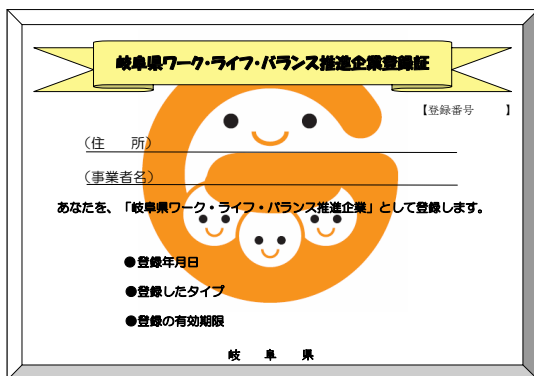 岐阜県ワーク・ライフ・バランス推進企業登録証
【登録番号　　　】
（住　所）
（事業者名）
あなたを、「岐阜県ワーク・ライフ・バランス推進企業」として登録します。
●登録年月日
●登録したタイプ
●登録の有効期限
岐　阜　県